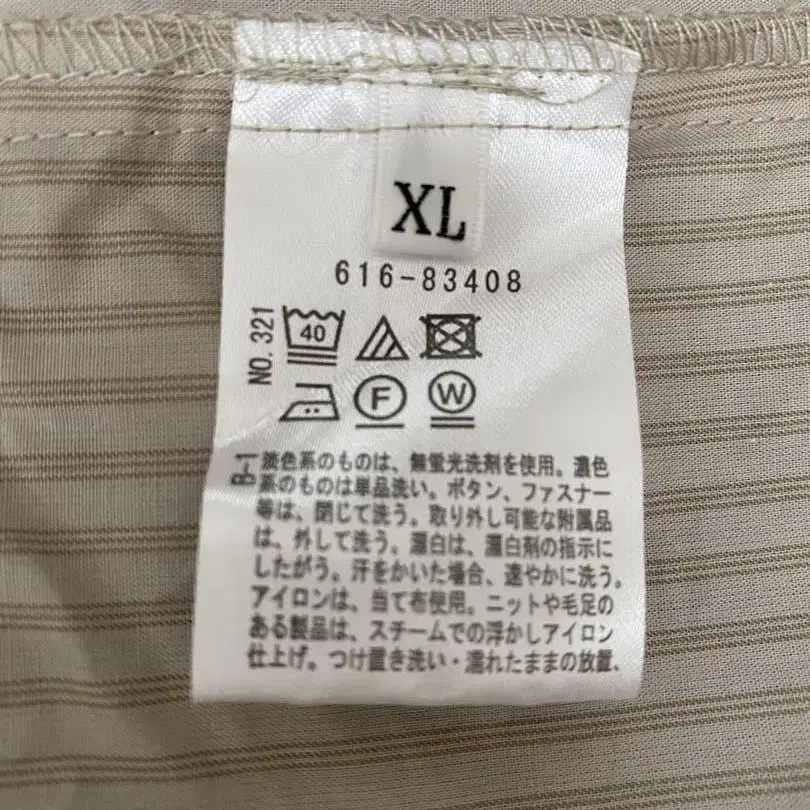 XL
616-83408
NO. 321
40
F
W
B-1
淡色系のものは、無蛍光洗剤を使用。濃色
系のものは単品洗い。ボタン、ファスナー
等は、閉じて洗う。取り外し可能な附属品
は、外して洗う。漂白は、漂白剤の指示に
したがう。汗をかいた場合、速やかに洗う。
アイロンは、当て布使用。ニットや毛足の
ある製品は、スチームでの浮かしアイロン
仕上げ。つけ置き洗い・濡れたままの放置、